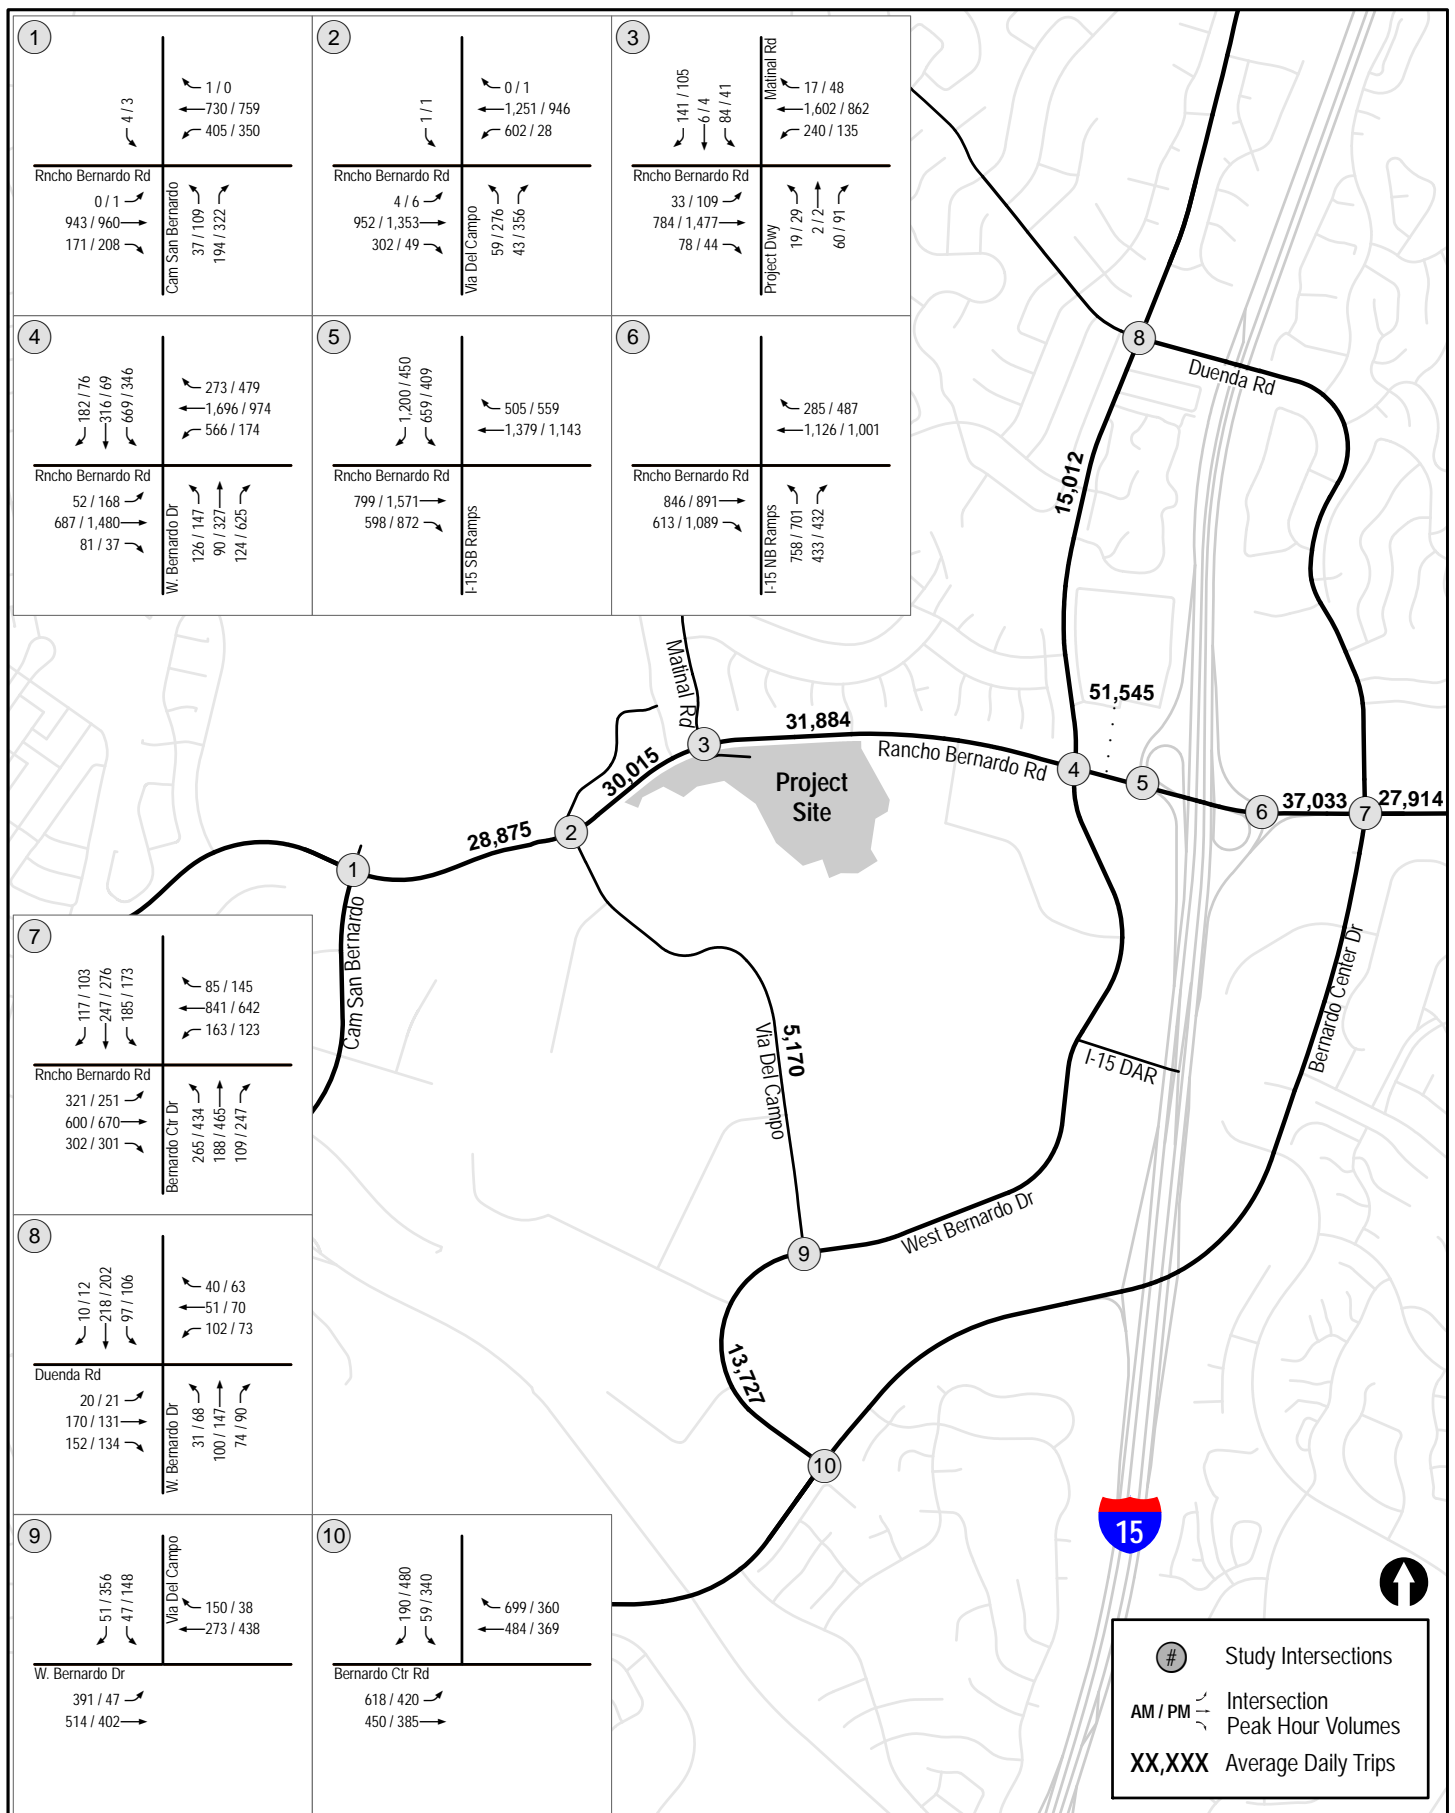 1
4 / 3
1 / 0
730 / 759
405 / 350
Rncho Bernardo Rd
0 / 1
943 / 960
171 / 208
Cam San Bernardo
37 / 109
194 / 322
2
1 / 1
0 / 1
1,251 / 946
602 / 28
Rncho Bernardo Rd
4 / 6
952 / 1,353
302 / 49
Via Del Campo
59 / 276
43 / 356
3
141 / 105
6 / 4
84 / 41
Matinal Rd
17 / 48
1,602 / 862
240 / 135
Rncho Bernardo Rd
33 / 109
784 / 1,477
78 / 44
Project Dwy
19 / 29
2 / 2
60 / 91
4
182 / 76
316 / 69
669 / 346
273 / 479
1,696 / 974
566 / 174
Rncho Bernardo Rd
52 / 168
687 / 1,480
81 / 37
W. Bernardo Dr
126 / 147
90 / 327
124 / 625
5
1,200 / 450
659 / 409
505 / 559
1,379 / 1,143
Rncho Bernardo Rd
799 / 1,571
598 / 872
I-15 SB Ramps
6
285 / 487
1,126 / 1,001
Rncho Bernardo Rd
846 / 891
613 / 1,089
I-15 NB Ramps
758 / 701
433 / 432
8
Duenda Rd
15,012
Matinal Rd
51,545
31,884
3
Rancho Bernardo Rd
4
5
30,015
Project
Site
6
37,033
7
27,914
28,875
2
1
Cam San Bernardo
Bernardo Center Dr
5,170
Via Del Campo
I-15 DAR
West Bernardo Dr
9
13,727
10
15
7
117 / 103
247 / 276
185 / 173
85 / 145
841 / 642
163 / 123
Rncho Bernardo Rd
321 / 251
600 / 670
302 / 301
Bernardo Ctr Dr
265 / 434
188 / 465
109 / 247
8
10 / 12
218 / 202
97 / 106
40 / 63
51 / 70
102 / 73
Duenda Rd
20 / 21
170 / 131
152 / 134
W. Bernardo Dr
31 / 68
100 / 147
74 / 90
9
51 / 356
47 / 148
Via Del Campo
150 / 38
273 / 438
W. Bernardo Dr
391 / 47
514 / 402
10
190 / 480
59 / 340
699 / 360
484 / 369
Bernardo Ctr Rd
618 / 420
450 / 385
# Study Intersections
AM / PM Intersection
Peak Hour Volumes
XX,XXX Average Daily Trips